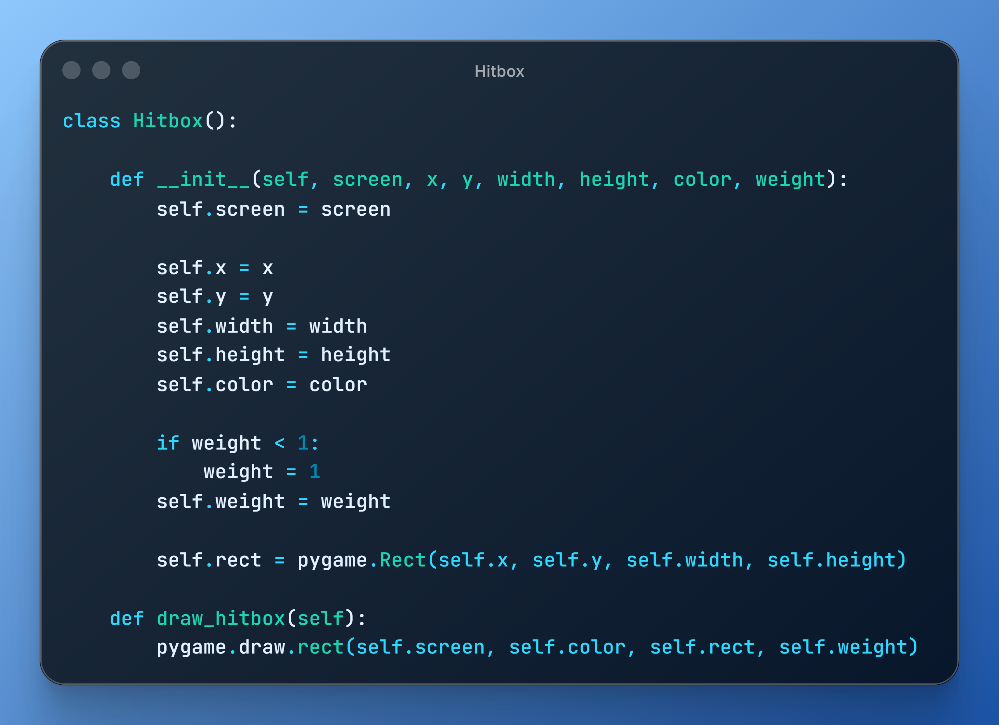 Hitbox
class Hitbox():
    def __init__(self, screen, x, y, width, height, color, weight):
        self.screen = screen
        self.x = x
        self.y = y
        self.width = width
        self.height = height
        self.color = color
        if weight < 1:
            weight = 1
        self.weight = weight
        self.rect = pygame.Rect(self.x, self.y, self.width, self.height)
    def draw_hitbox(self):
        pygame.draw.rect(self.screen, self.color, self.rect, self.weight)